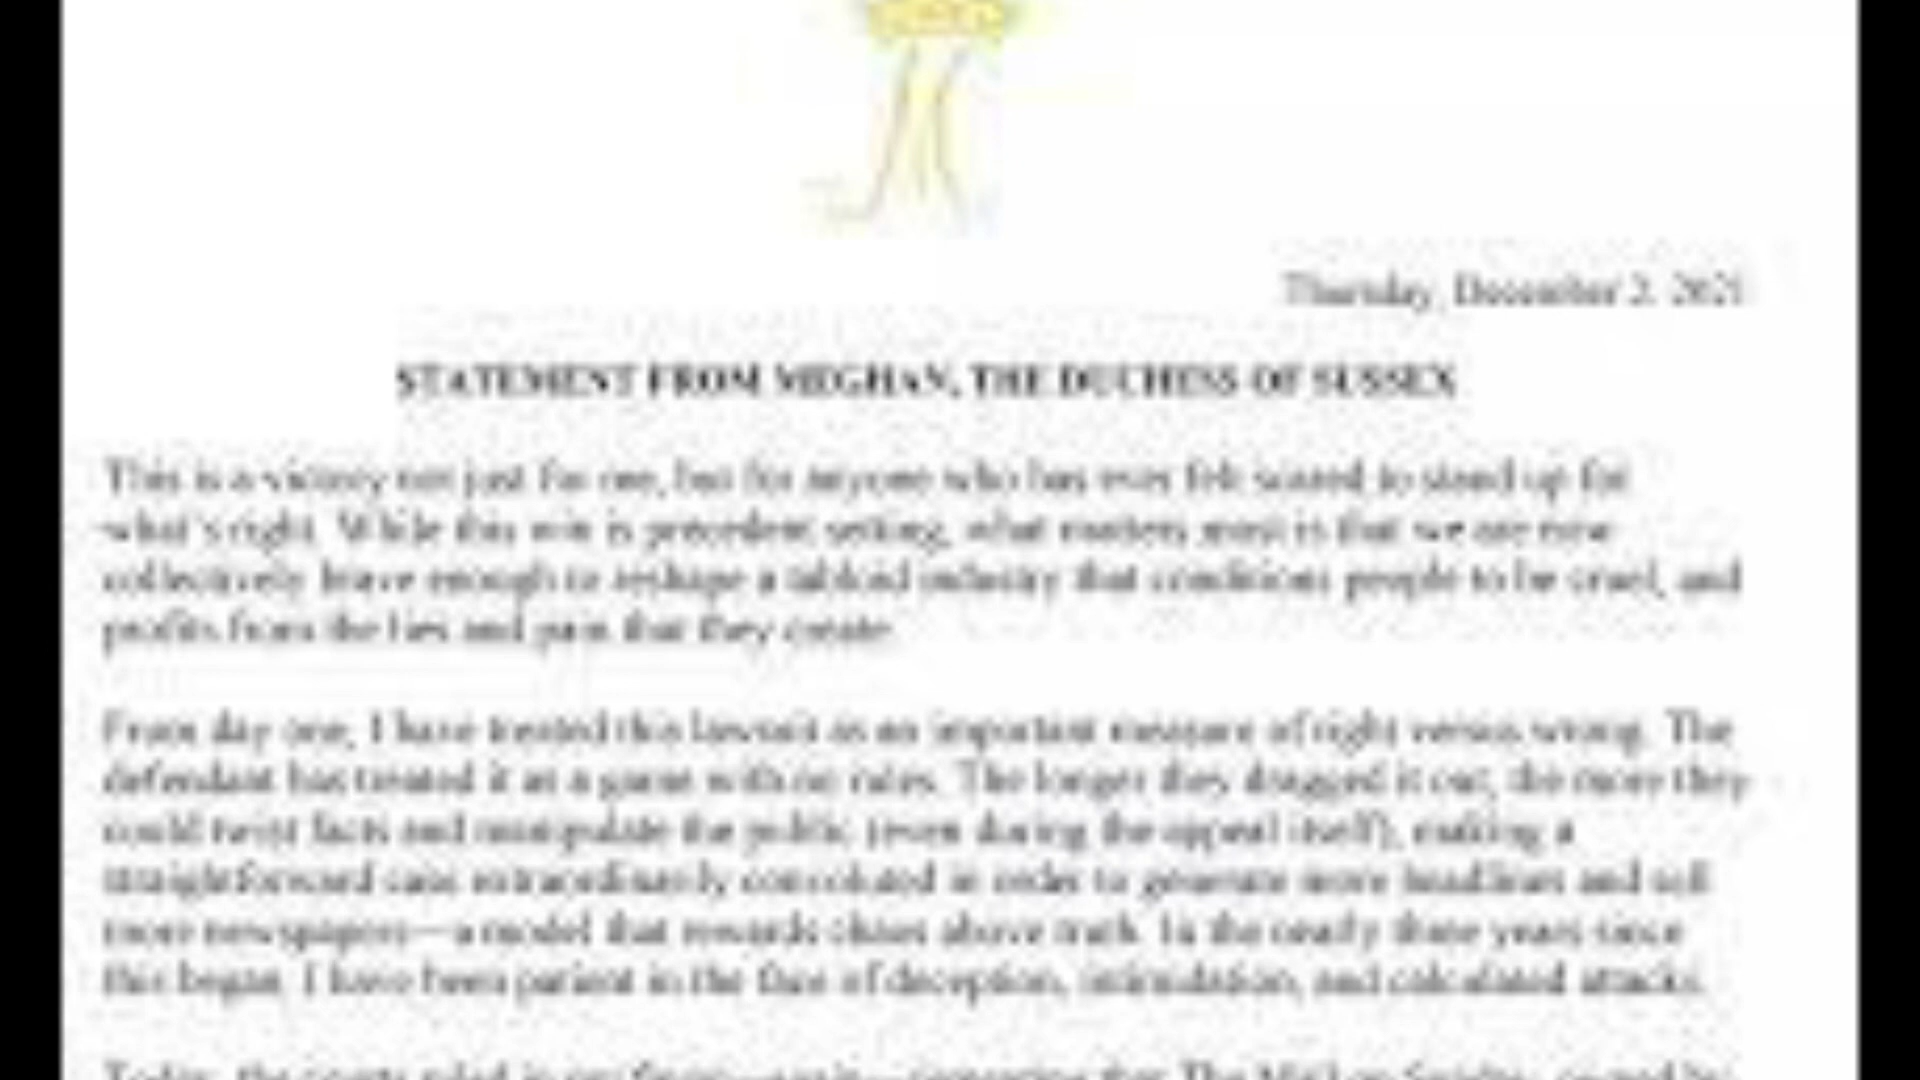 Thursday, December 2, 2021
STATEMENT FROM MEGHAN, THE DUCHESS OF SUSSEX
This is a victory not just for me, but for anyone who has ever felt scared to stand up for
what's right. While this win is precedent setting, what matters most is that we are now
collectively brave enough to reshape a tabloid industry that conditions people to be cruel, and
profits from the lies and pain that they create.
From day one, I have treated this lawsuit as an important measure of right versus wrong. The
defendant has treated it as a game with no rules. The longer they dragged it out, the more they
could twist facts and manipulate the public (even during the appeal itself), making a
straightforward case extraordinarily convoluted in order to generate more headlines and sell
more newspapers—a model that rewards chaos above truth. In the nearly three years since
this began, I have been patient in the face of deception, intimidation, and calculated attacks.
Today, the courts ruled in my favor—again—